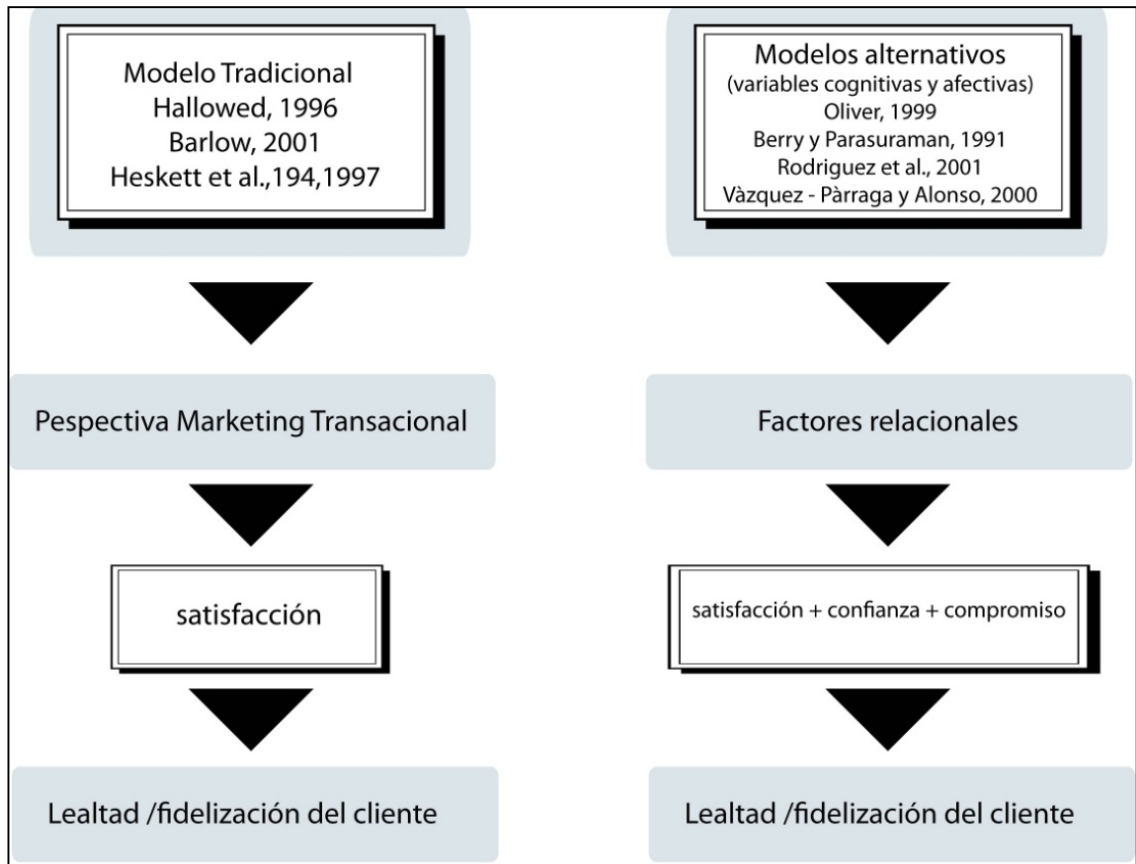 Modelo Tradicional
Hallowed, 1996
Barlow, 2001
Heskett et al.,194,1997
Modelos alternativos
(variables cognitivas y afectivas)
Oliver, 1999
Berry y Parasuraman, 1991
Rodriguez et al., 2001
Vàzquez - Pàrraga y Alonso, 2000
Pespectiva Marketing Transacional
Factores relacionales
satisfacción
satisfacción + confianza + compromiso
Lealtad /fidelización del cliente
Lealtad /fidelización del cliente